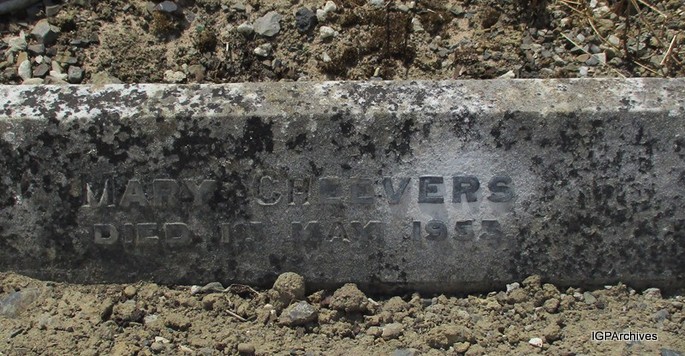 MARY CHEEVERS
DIED 1ST MAY 1953.
IGPArchives